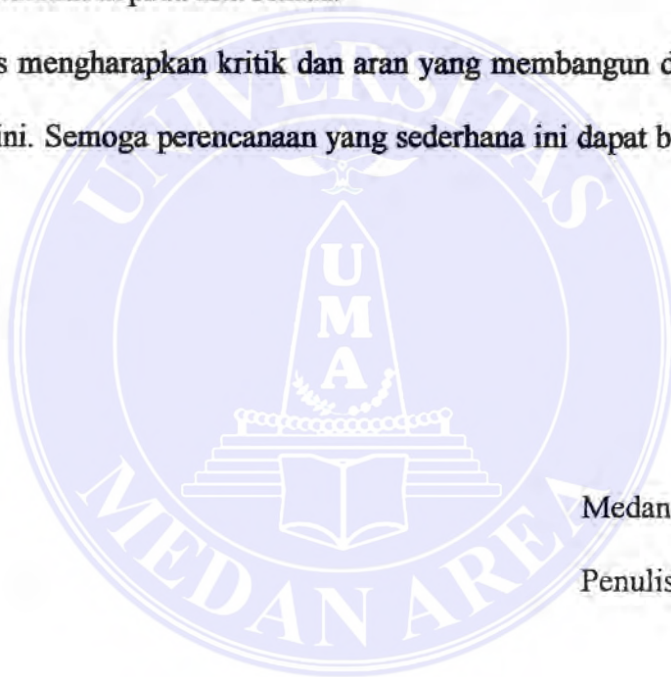 s mengharapkan kritik dan aran yang membangun d
ini. Semoga perencanaan yang sederhana ini dapat b
UNIVERSITAS
U
M
A
Medan
Penulis
MEDAN AREA